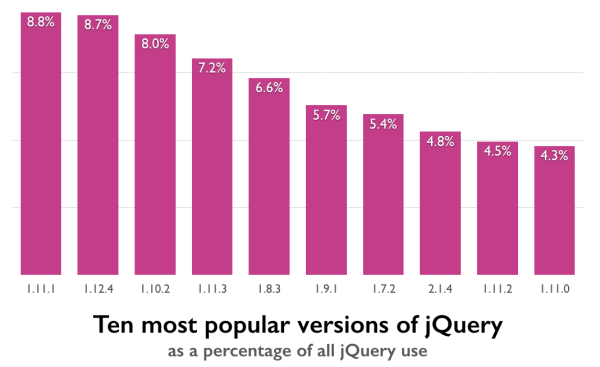 8.8% 8.7% 8.0% 7.2% 6.6% 5.7% 5.4% 4.8% 4.5% 4.3%
1.11.1 1.12.4 1.10.2 1.11.3 1.8.3 1.9.1 1.7.2 2.1.4 1.11.2 1.11.0
Ten most popular versions of jQuery
as a percentage of all jQuery use